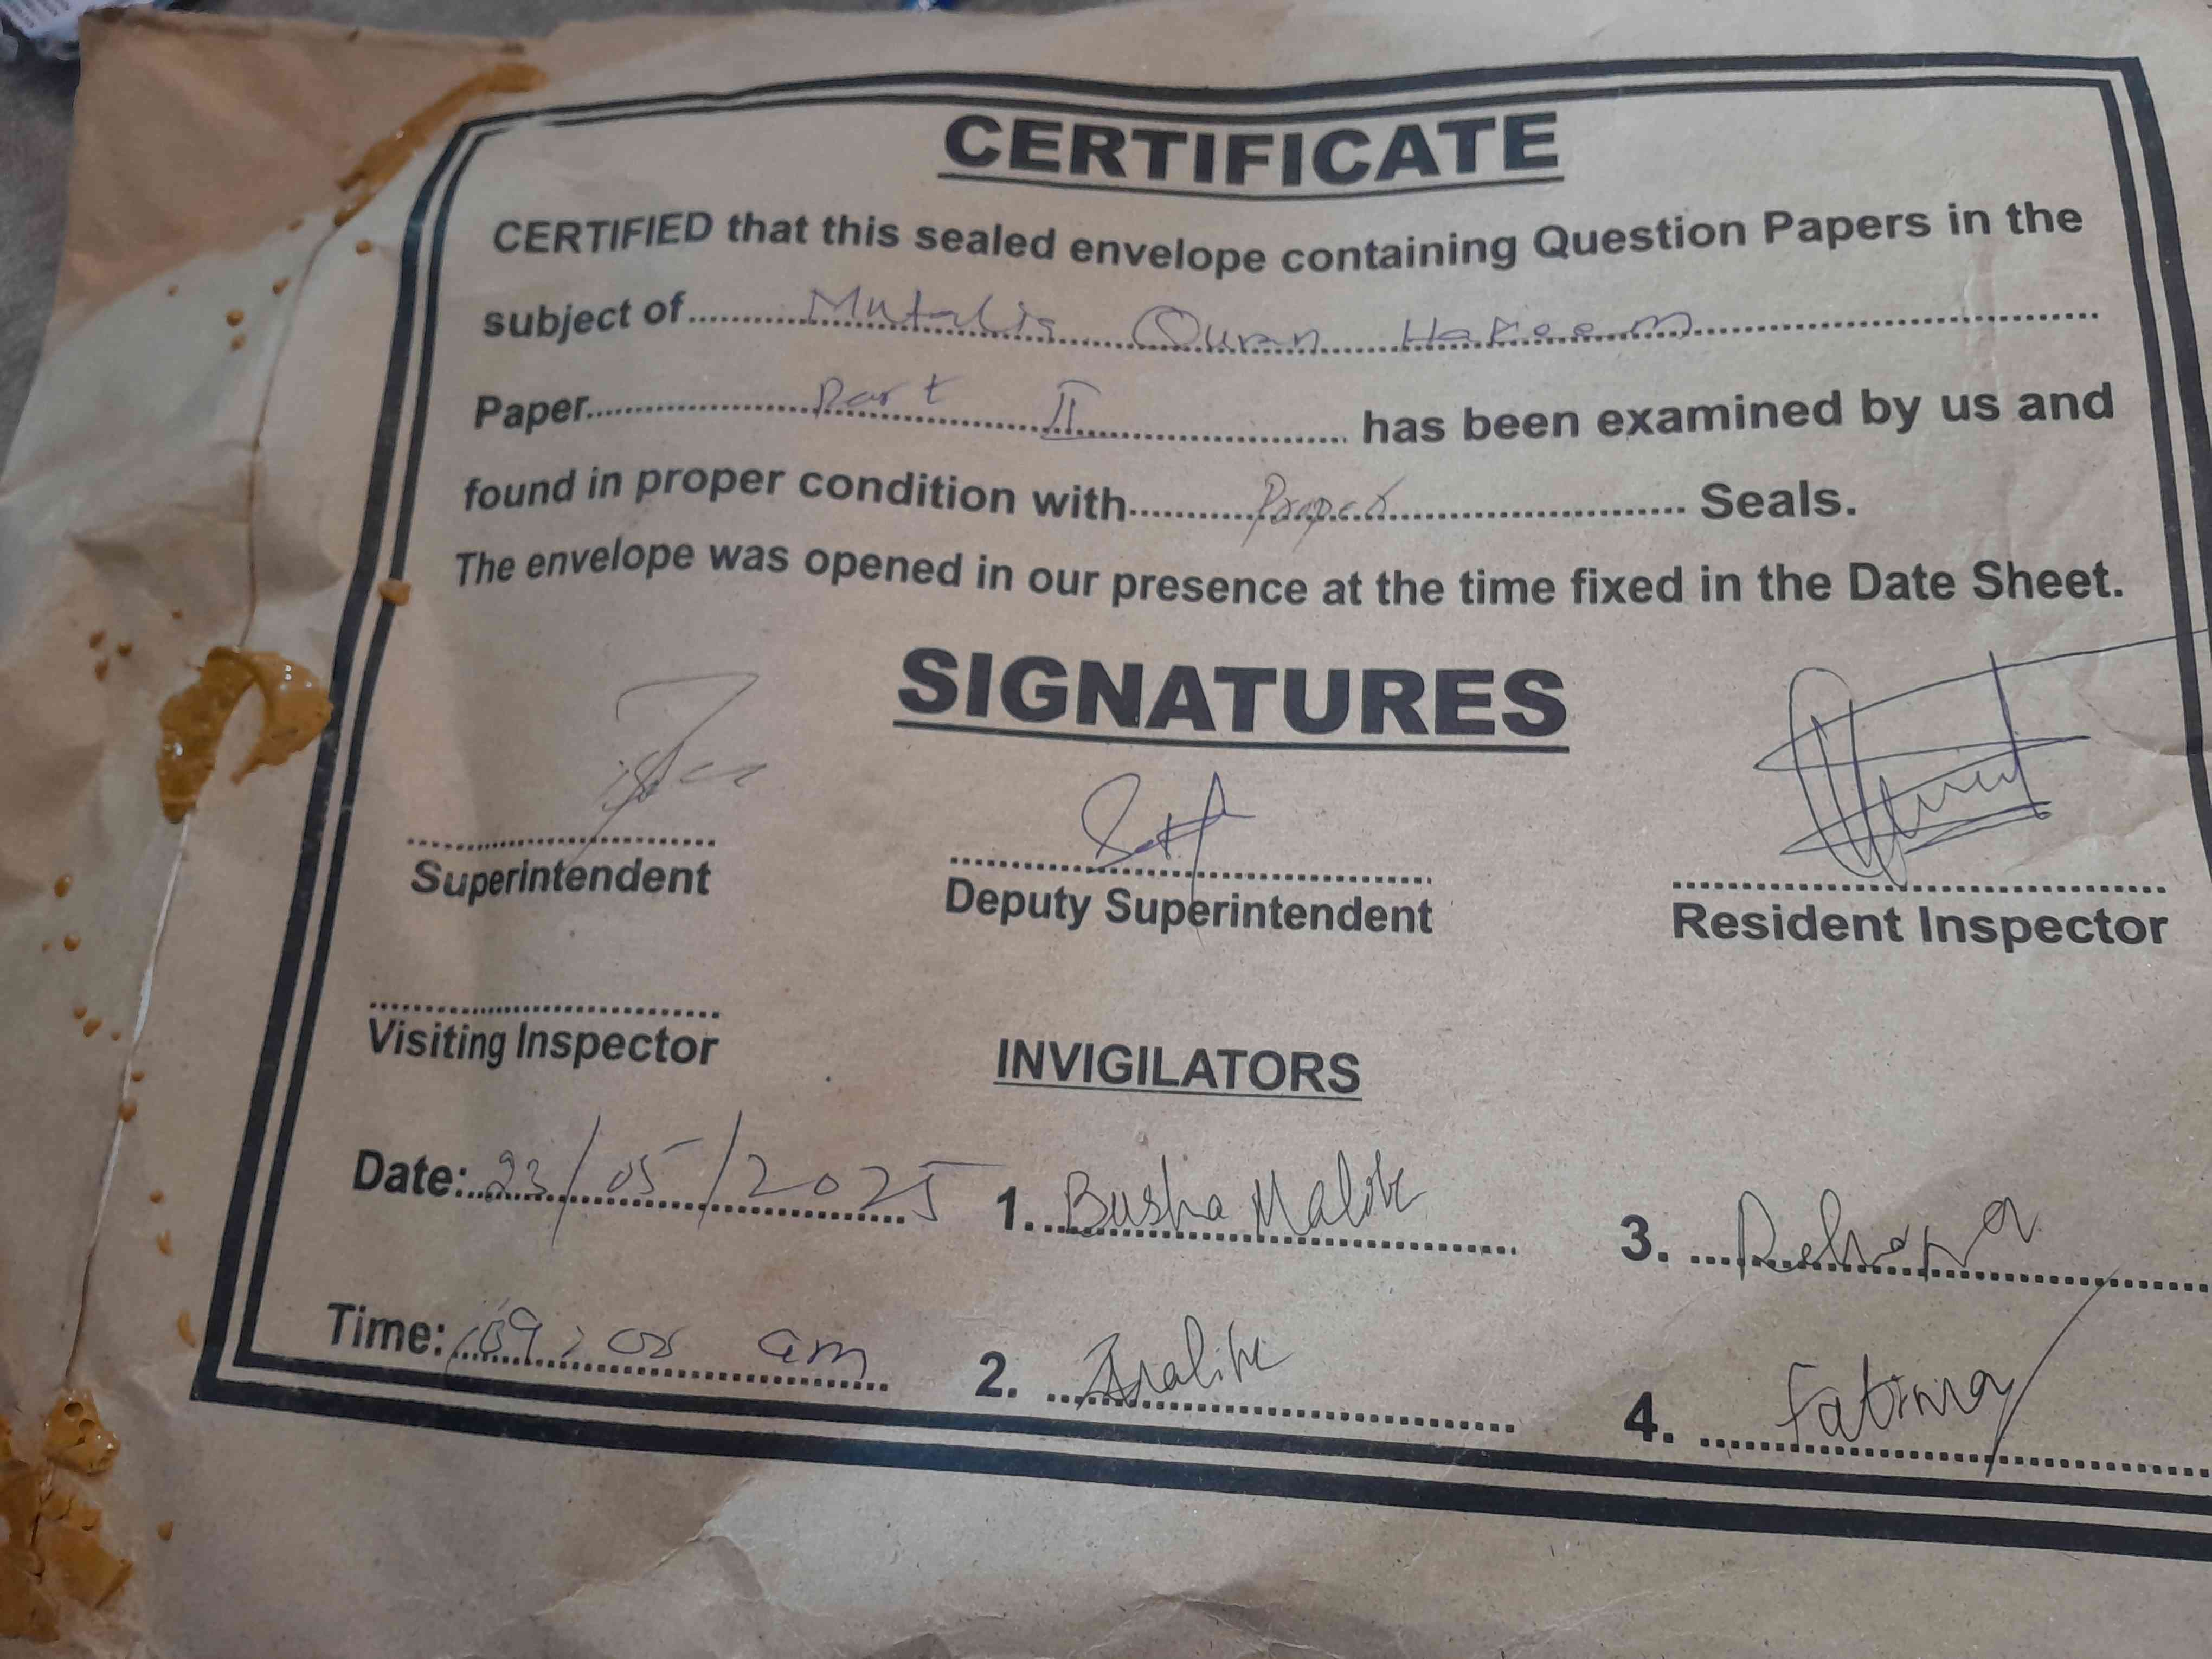 CERTIFICATE
CERTIFIED that this sealed envelope containing Question Papers in the
subject of Mutalia Quran Hakeem
Paper Part II has been examined by us and
found in proper condition with Proper Seals.
The envelope was opened in our presence at the time fixed in the Date Sheet.
SIGNATURES
Superintendent
Deputy Superintendent
Resident Inspector
Visiting Inspector
INVIGILATORS
Date: 23/05/2025 1. Bushra Malik 3. Rehana
Time: 09:00 am 2. 4. Fatima